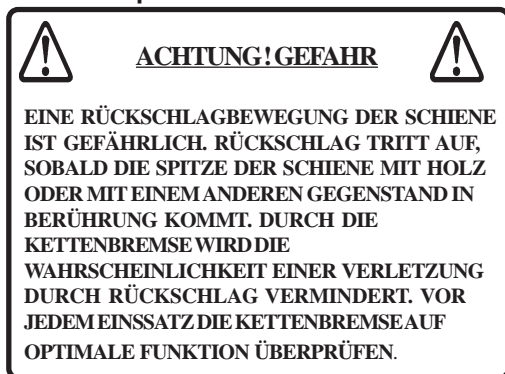 ACHTUNG! GEFAHR
EINE RÜCKSCHLAGBEWEGUNG DER SCHIENE
IST GEFÄHRLICH. RÜCKSCHLAG TRITT AUF,
SOBALD DIE SPITZE DER SCHIENE MIT HOLZ
ODER MIT EINEM ANDEREN GEGENSTAND IN
BERÜHRUNG KOMMT. DURCH DIE
KETTENBREMSE WIRD DIE
WAHRSCHEINLICHKEIT EINER VERLETZUNG
DURCH RÜCKSCHLAG VERMINDERT. VOR
JEDEM EINSSATZ DIE KETTENBREMSE AUF
OPTIMALE FUNKTION ÜBERPRÜFEN.